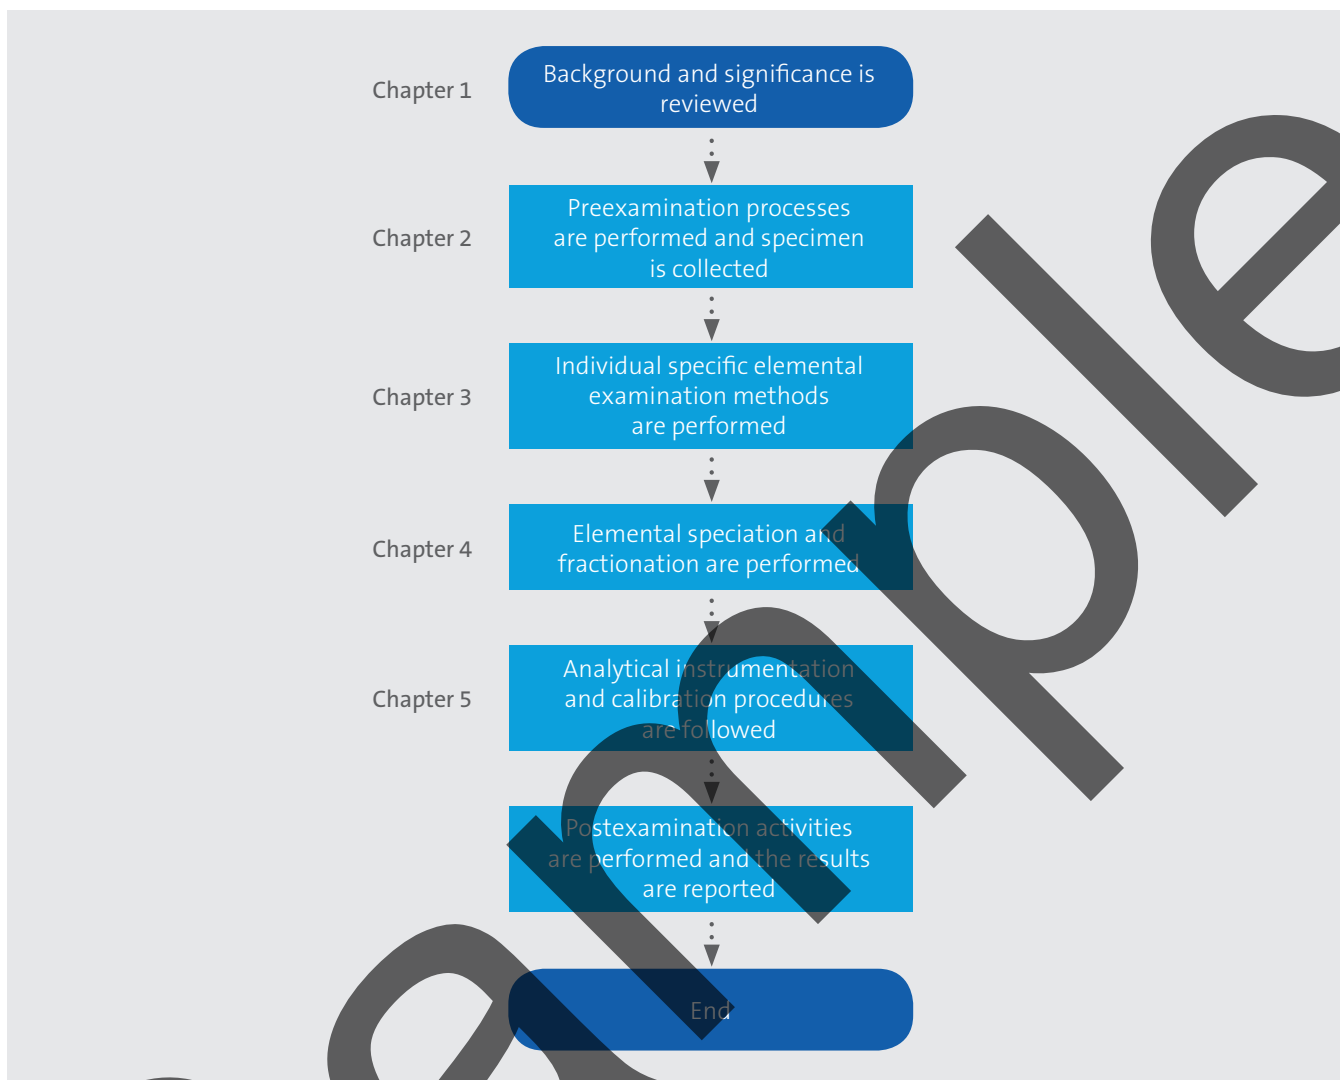 Chapter 1
Background and significance is
reviewed
Chapter 2
Preexamination processes
are performed and specimen
is collected
Chapter 3
Individual specific elemental
examination methods
are performed
Chapter 4
Elemental speciation and
fractionation are performed
Chapter 5
Analytical instrumentation
and calibration procedures
are followed
Postexamination activities
are performed and the results
are reported
End